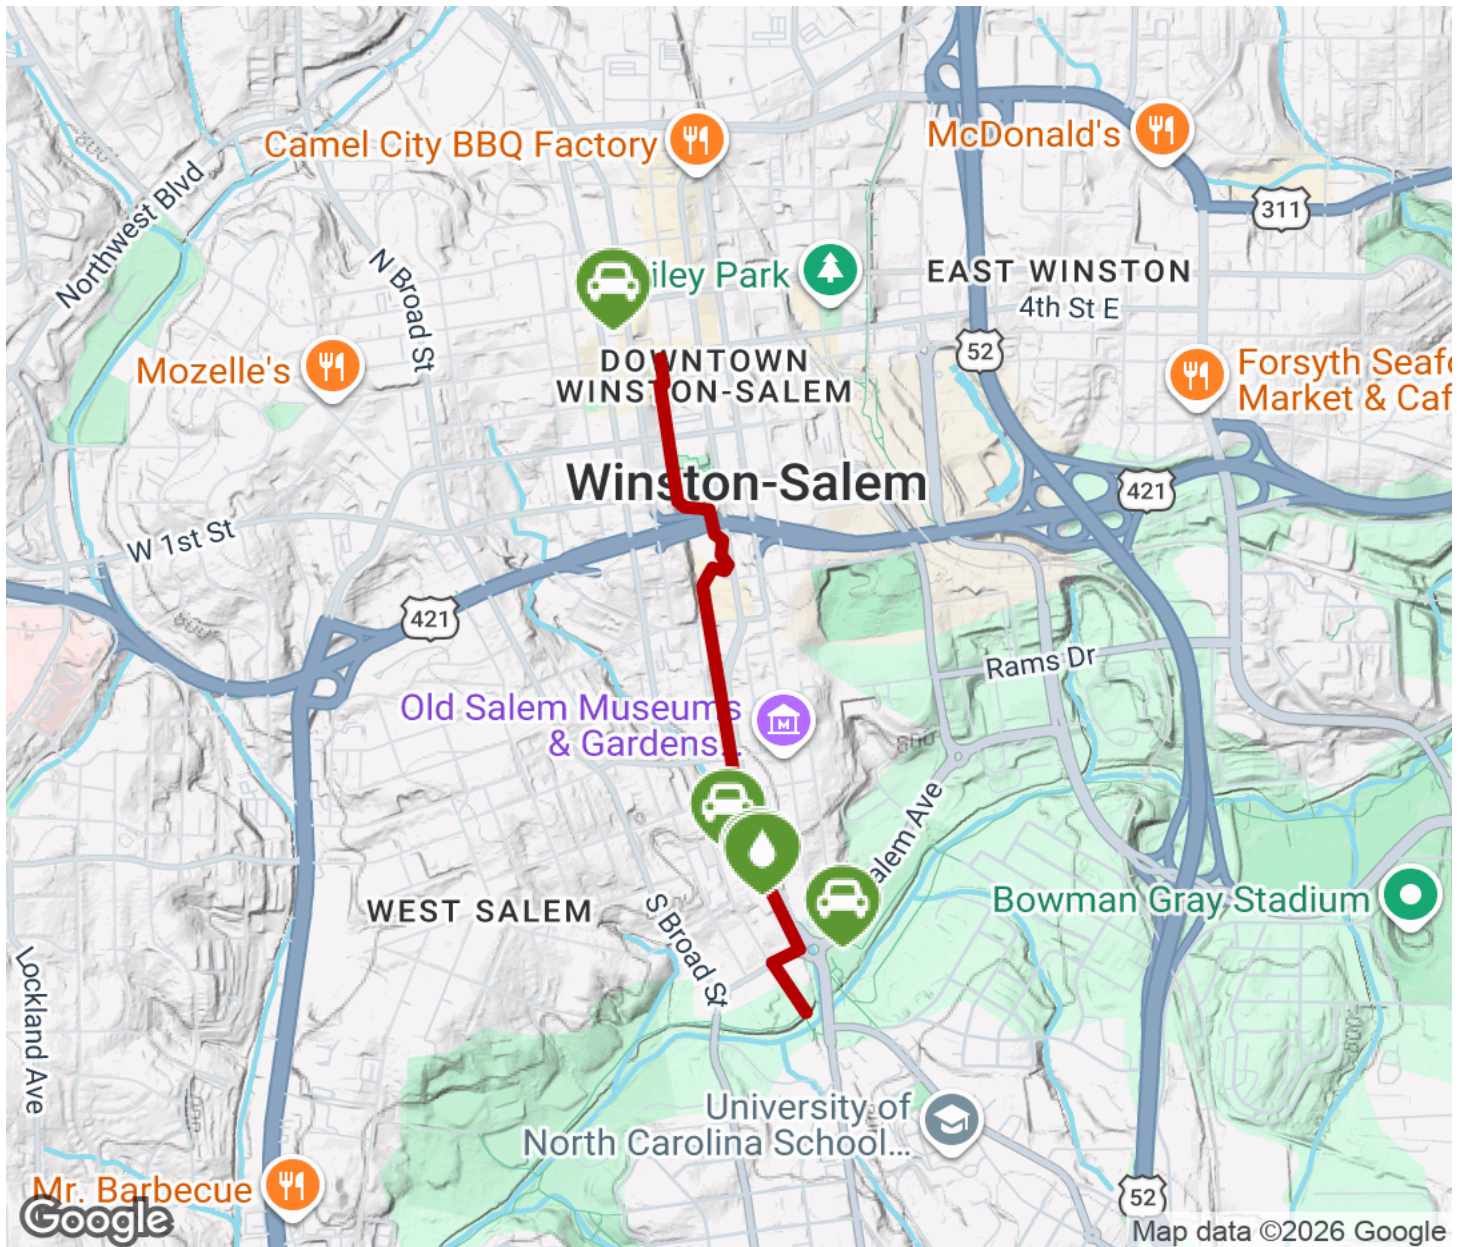 Camel City BBQ Factory
McDonald's
311
Northwest Blvd
N Broad St
iley Park
EAST WINSTON
4th St E
52
DOWNTOWN
WINSTON-SALEM
Mozelle's
Forsyth Seafo
Market & Caf
Winston-Salem
421
W 1st St
421
Rams Dr
Old Salem Museums
& Gardens...
alem Ave
Bowman Gray Stadium
WEST SALEM
S Broad St
Lockland Ave
University of
North Carolina School...
Mr. Barbecue
52
Google
Map data ©2026 Google